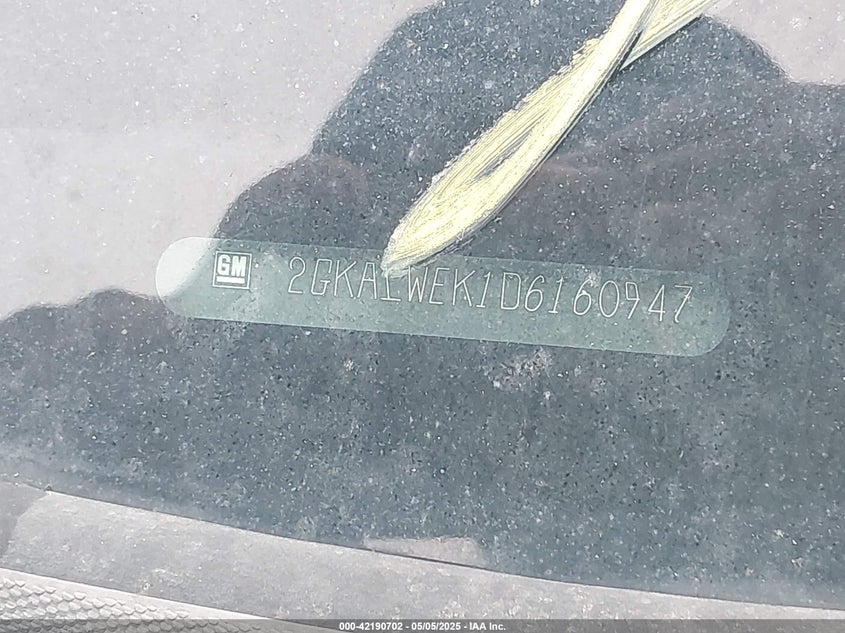 GM 2GKALWEK1D6160947
000-42190702 - 05/05/2025 - IAA Inc.